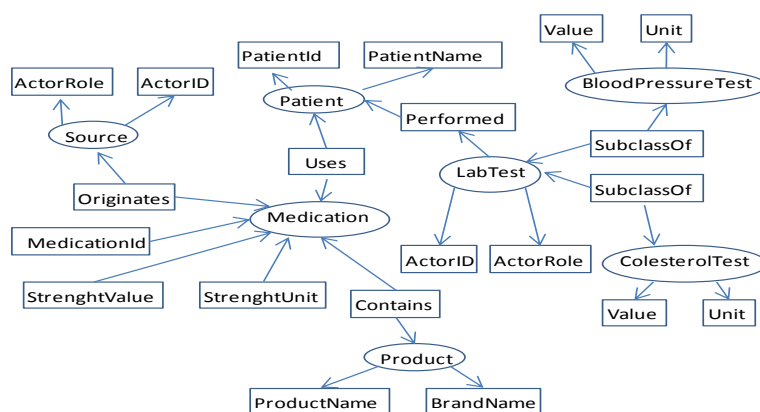 Value
Unit
PatientId
PatientName
ActorRole
ActorID
BloodPressureTest
Patient
Performed
Source
SubclassOf
Uses
LabTest
SubclassOf
Originates
Medication
MedicationId
ActorID
ActorRole
ColesterolTest
StrenghtValue
StrenghtUnit
Contains
Value
Unit
Product
ProductName
BrandName